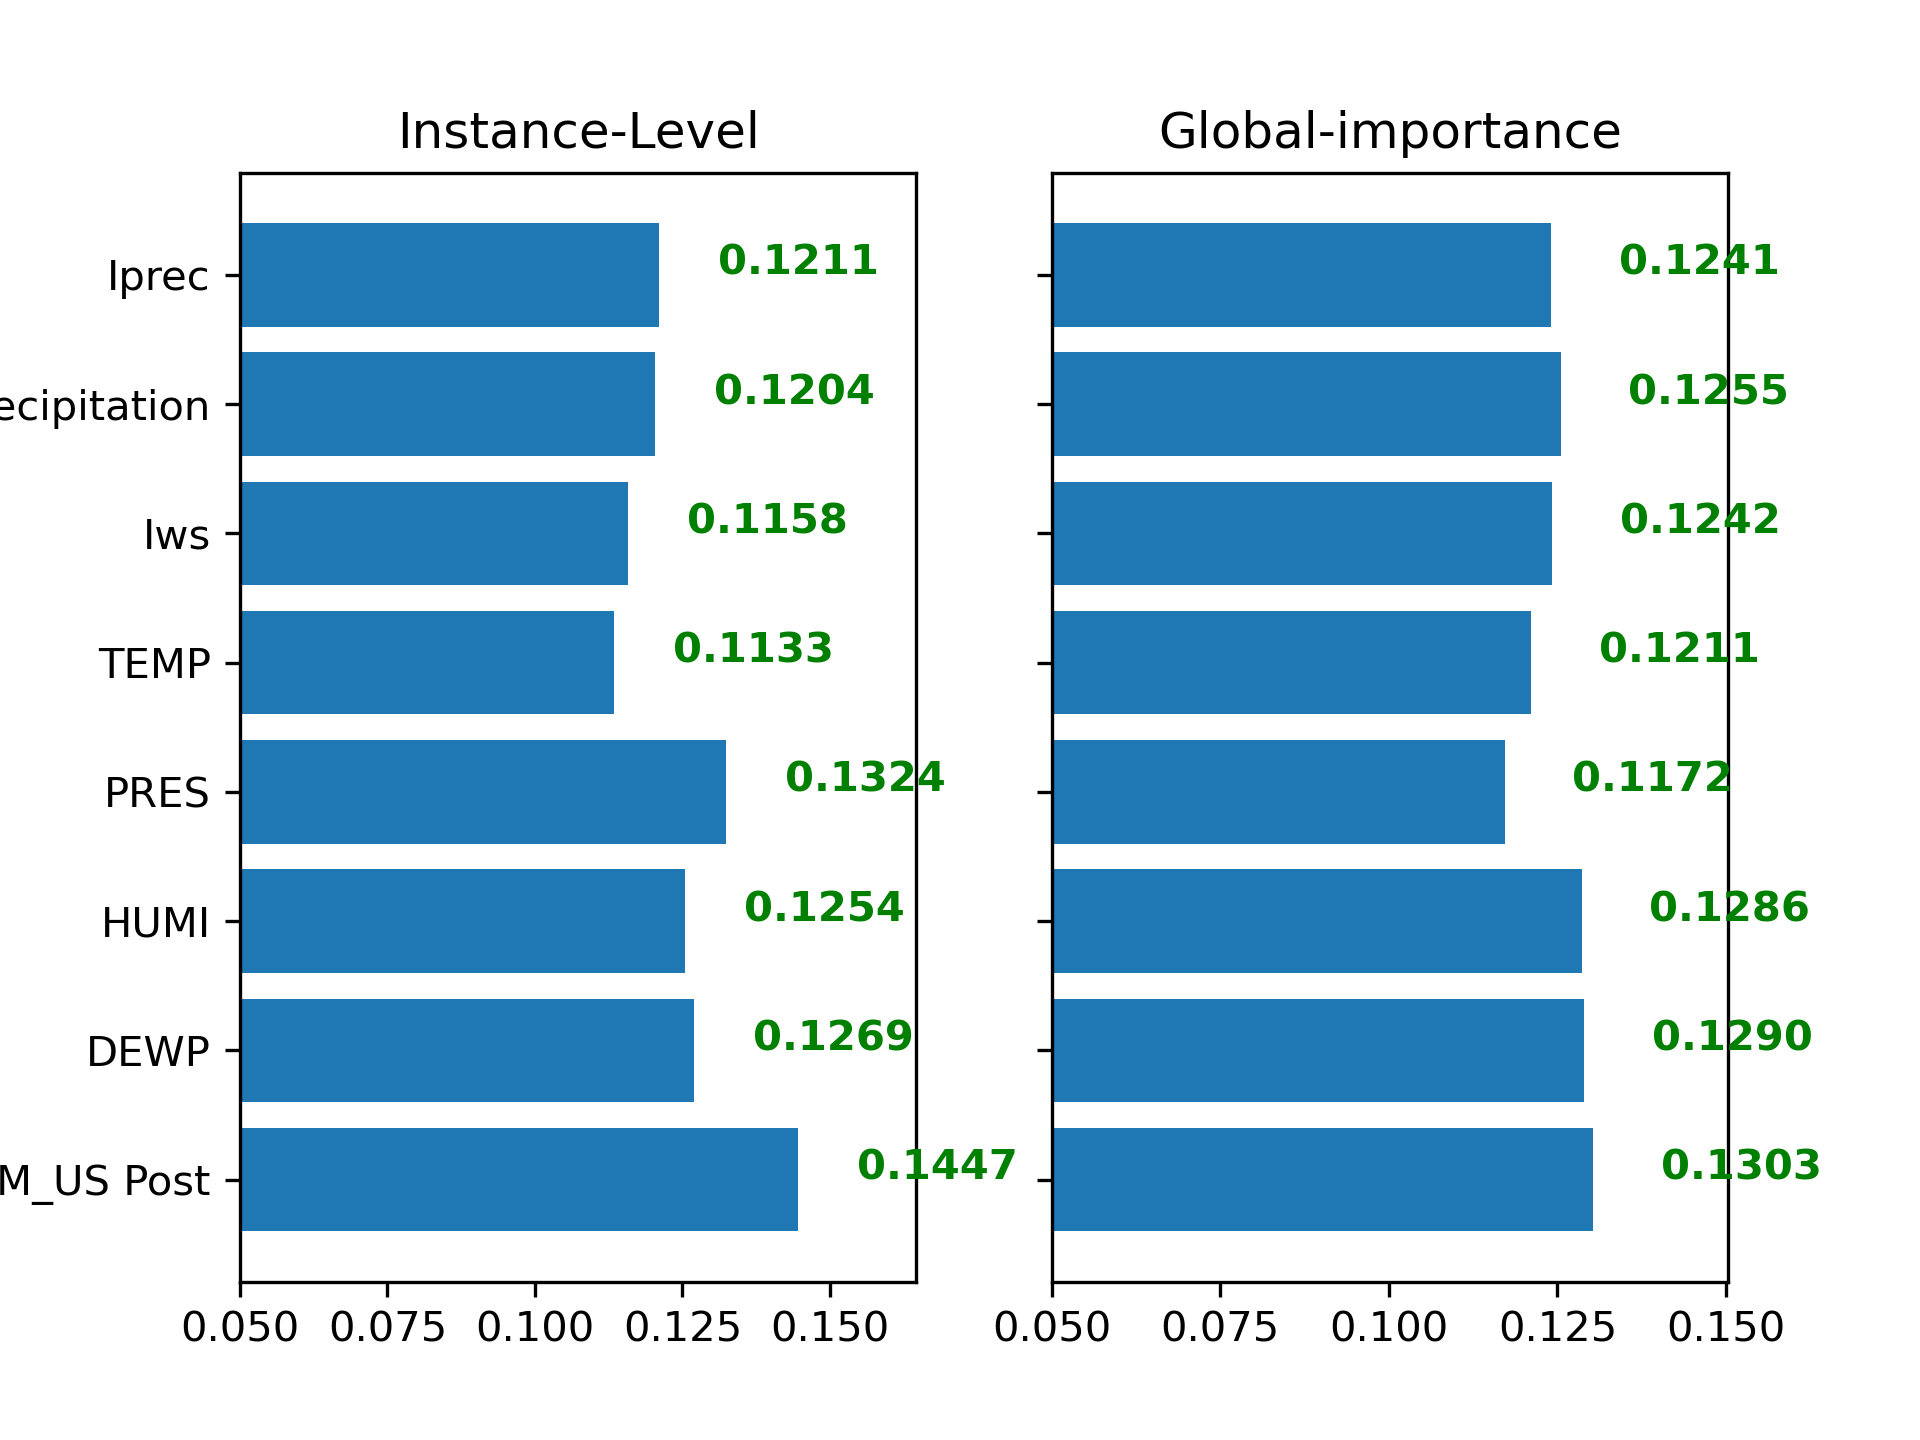 Instance-Level Global-importance
Iprec 0.1211 0.1241
ecipitation 0.1204 0.1255
Iws 0.1158 0.1242
TEMP 0.1133 0.1211
PRES 0.1324 0.1172
HUMI 0.1254 0.1286
DEWP 0.1269 0.1290
M_US Post 0.1447 0.1303
0.050 0.075 0.100 0.125 0.150 0.050 0.075 0.100 0.125 0.150